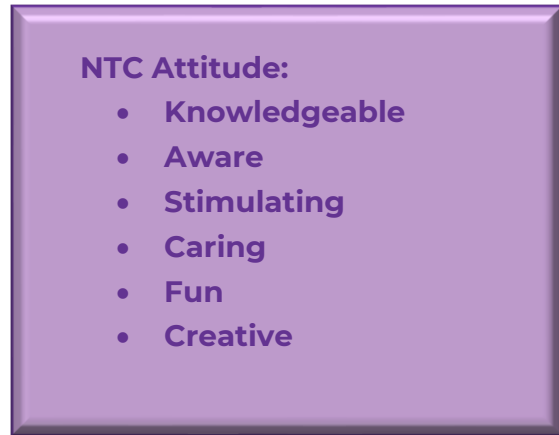 NTC Attitude:
• Knowledgeable
• Aware
• Stimulating
• Caring
• Fun
• Creative